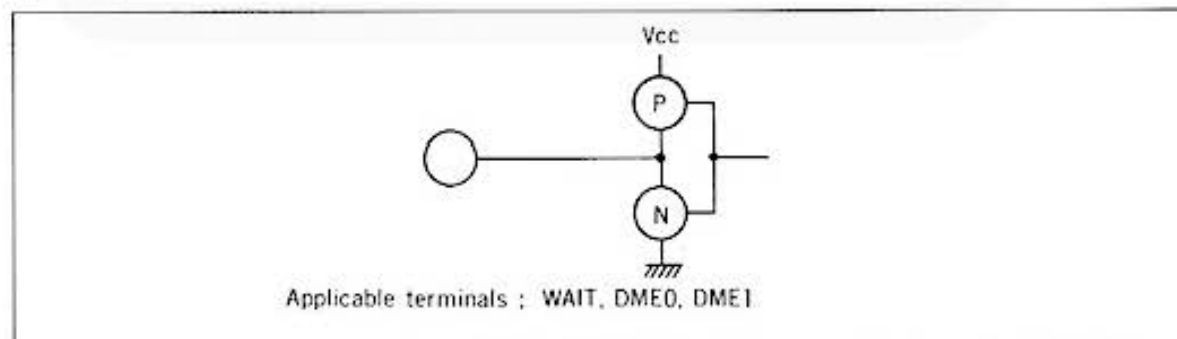 Vcc
P
N
Applicable terminals ; WAIT, DME0, DME1